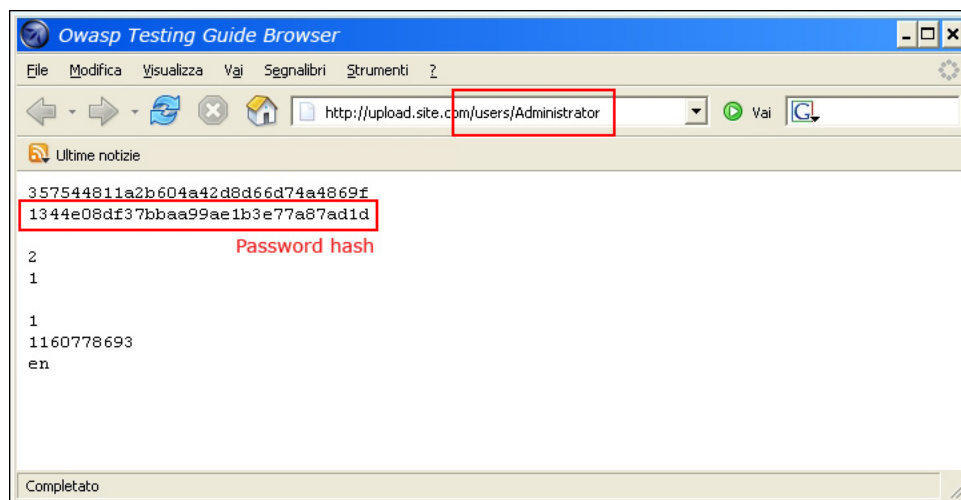 Owasp Testing Guide Browser
File Modifica Visualizza Vai Segnalibri Strumenti ?
http://upload.site.com/users/Administrator Vai G
Ultime notizie
357544811a2b604a42d8d66d74a4869f
1344e08df37bbaa99ae1b3e77a87ad1d
Password hash
2
1
1
1160778693
en
Completato